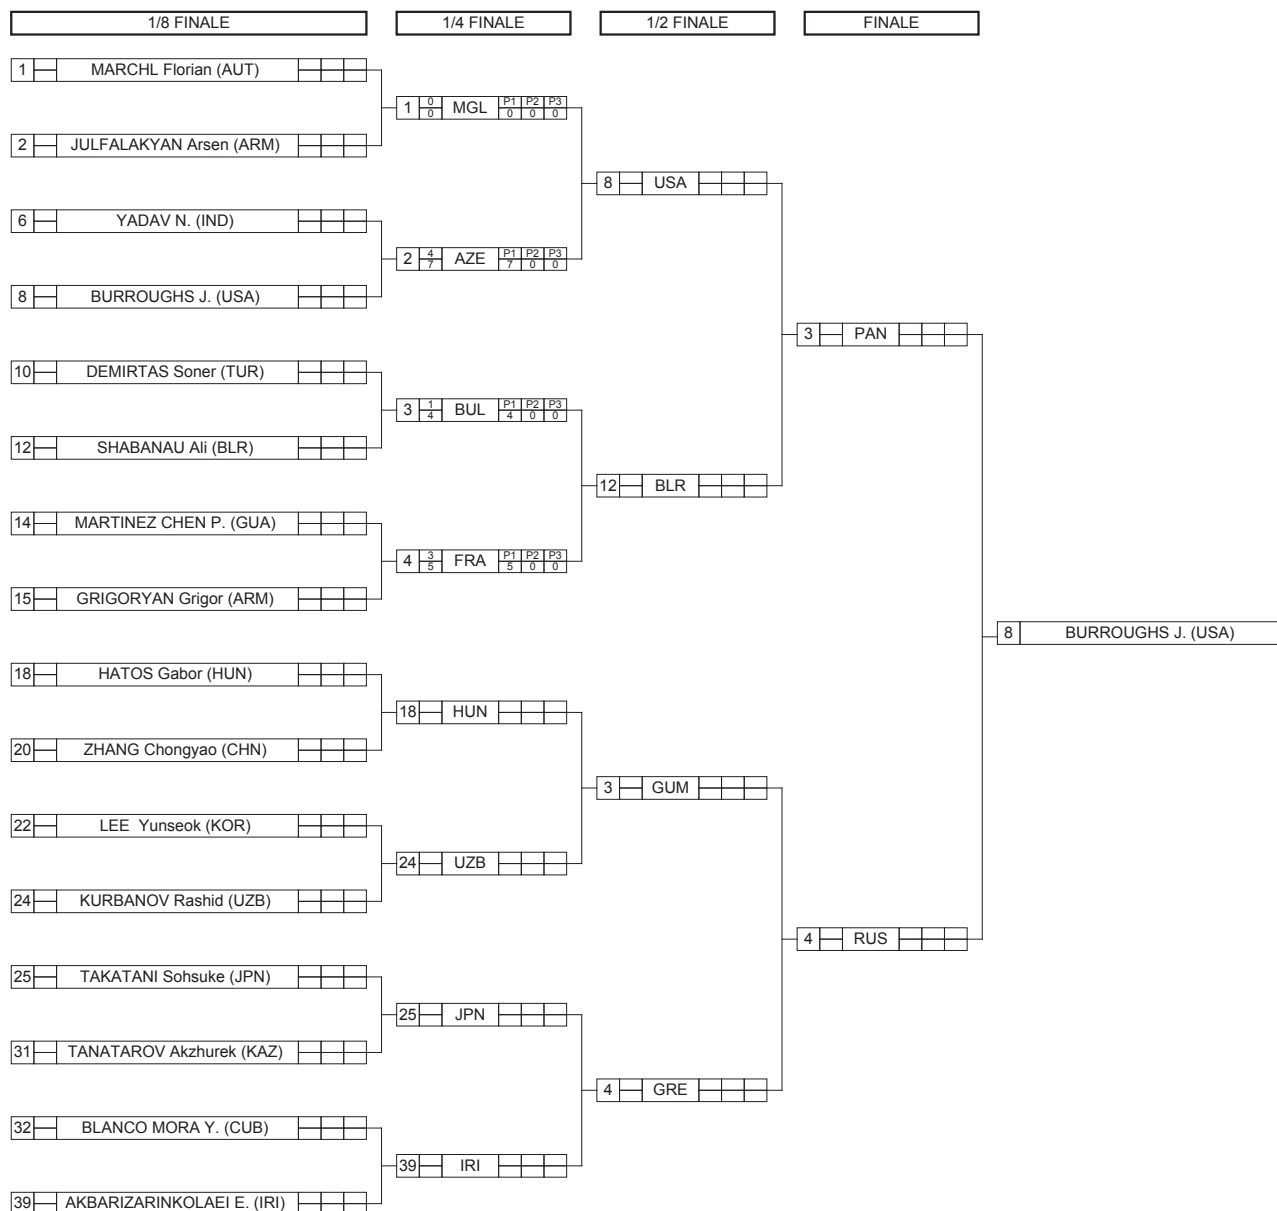 1/8 FINALE 1/4 FINALE 1/2 FINALE FINALE
1 MARCHL Florian (AUT)
1 0 0 MGL P1 P2 P3 0 0 0
2 JULFALAKYAN Arsen (ARM)
8 USA
6 YADAV N. (IND)
2 4 7 AZE P1 P2 P3 7 0 0
8 BURROUGHS J. (USA)
3 PAN
10 DEMIRTAS Soner (TUR)
3 1 4 BUL P1 P2 P3 4 0 0
12 SHABANAU Ali (BLR)
12 BLR
14 MARTINEZ CHEN P. (GUA)
4 3 5 FRA P1 P2 P3 5 0 0
15 GRIGORYAN Grigor (ARM)
8 BURROUGHS J. (USA)
18 HATOS Gabor (HUN)
18 HUN
20 ZHANG Chongyao (CHN)
3 GUM
22 LEE Yunseok (KOR)
24 UZB
24 KURBANOV Rashid (UZB)
4 RUS
25 TAKATANI Sohsuke (JPN)
25 JPN
31 TANATAROV Akzhurek (KAZ)
4 GRE
32 BLANCO MORA Y. (CUB)
39 IRI
39 AKBARIZARINKOLAEI E. (IRI)